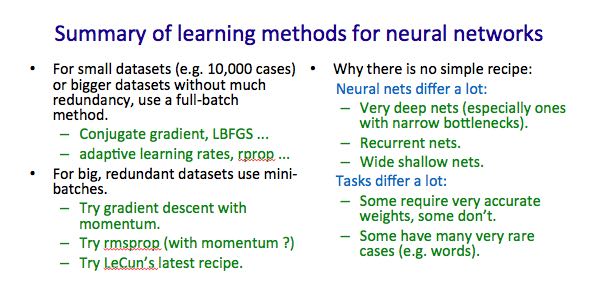 Summary of learning methods for neural networks
• For small datasets (e.g. 10,000 cases)
or bigger datasets without much
redundancy, use a full-batch
method.
– Conjugate gradient, LBFGS ...
– adaptive learning rates, rprop ...
• For big, redundant datasets use mini-
batches.
– Try gradient descent with
momentum.
– Try rmsprop (with momentum ?)
– Try LeCun’s latest recipe.
• Why there is no simple recipe:
Neural nets differ a lot:
– Very deep nets (especially ones
with narrow bottlenecks).
– Recurrent nets.
– Wide shallow nets.
Tasks differ a lot:
– Some require very accurate
weights, some don’t.
– Some have many very rare
cases (e.g. words).